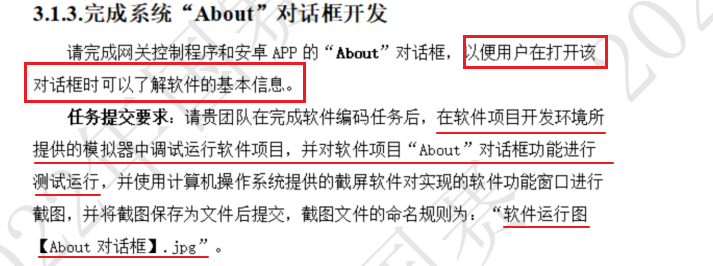 3.1.3.完成系统“About”对话框开发
请完成网关控制程序和安卓 APP 的“About”对话框，以便用户在打开该
对话框时可以了解软件的基本信息。
任务提交要求：请贵团队在完成软件编码任务后，在软件项目开发环境所
提供的模拟器中调试运行软件项目，并对软件项目“About”对话框功能进行
测试运行，并使用计算机操作系统提供的截屏软件对实现的软件功能窗口进行
截图，并将截图保存为文件后提交，截图文件的命名规则为：“软件运行图
【About 对话框】.jpg”。
2022年国赛
202